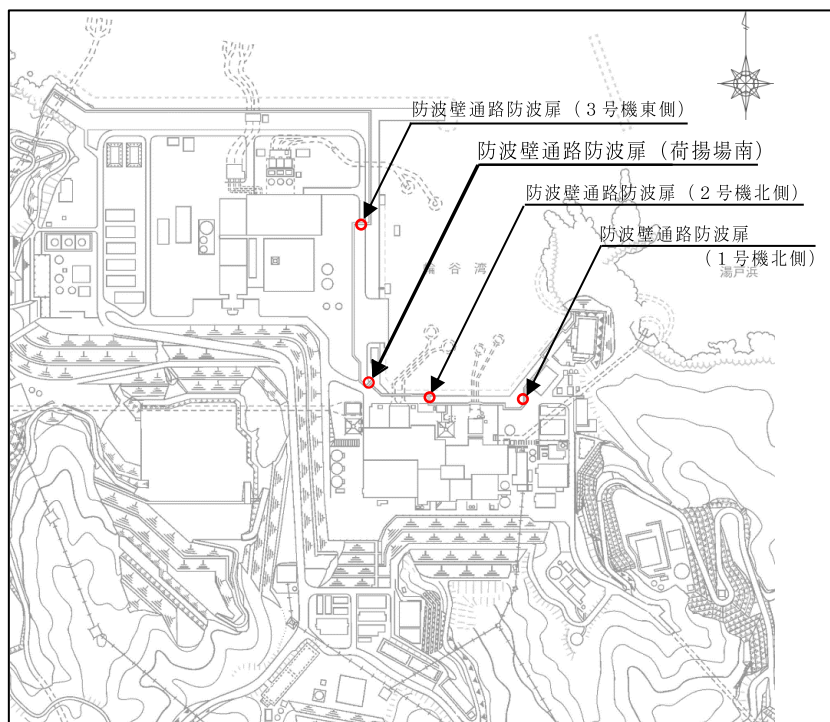 防波壁通路防波扉（３号機東側）
防波壁通路防波扉（荷揚場南）
防波壁通路防波扉（２号機北側）
防波壁通路防波扉
（１号機北側）
谷湾
湯戸浜